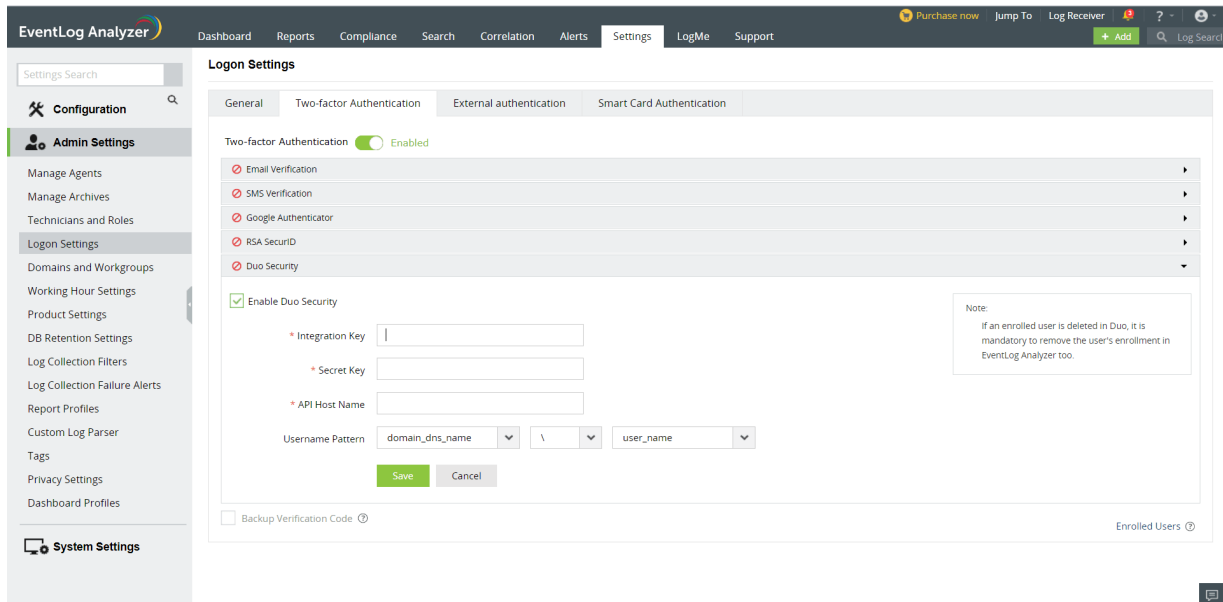 EventLog Analyzer
Purchase now Jump To Log Receiver 3 ?
Dashboard Reports Compliance Search Correlation Alerts Settings LogMe Support + Add Log Search
Settings Search
Configuration
Admin Settings
Manage Agents
Manage Archives
Technicians and Roles
Logon Settings
Domains and Workgroups
Working Hour Settings
Product Settings
DB Retention Settings
Log Collection Filters
Log Collection Failure Alerts
Report Profiles
Custom Log Parser
Tags
Privacy Settings
Dashboard Profiles
System Settings
Logon Settings
General Two-factor Authentication External authentication Smart Card Authentication
Two-factor Authentication Enabled
Email Verification
SMS Verification
Google Authenticator
RSA SecurID
Duo Security
Enable Duo Security
* Integration Key
* Secret Key
* API Host Name
Username Pattern domain_dns_name \ user_name
Save Cancel
Note:
If an enrolled user is deleted in Duo, it is
mandatory to remove the user's enrollment in
EventLog Analyzer too.
Backup Verification Code ?
Enrolled Users ?